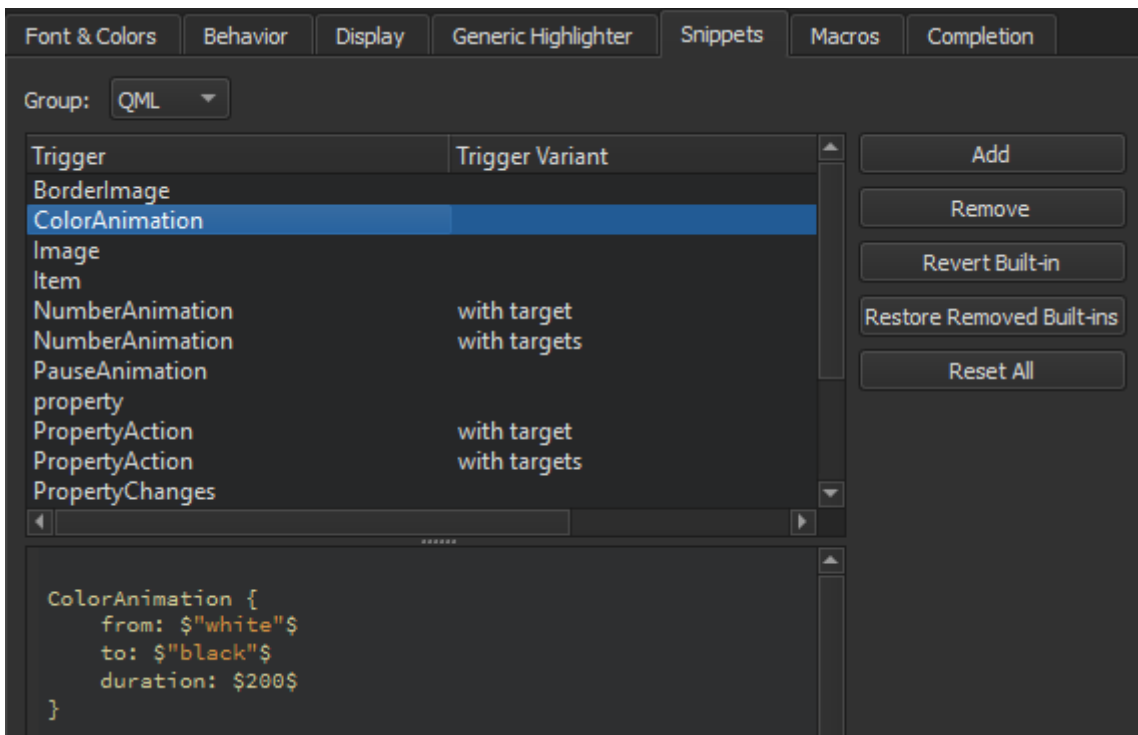 Font & Colors Behavior Display Generic Highlighter Snippets Macros Completion
Group: QML
Trigger Trigger Variant
BorderImage
ColorAnimation
Image
Item
NumberAnimation with target
NumberAnimation with targets
PauseAnimation
property
PropertyAction with target
PropertyAction with targets
PropertyChanges
Add
Remove
Revert Built-in
Restore Removed Built-ins
Reset All
ColorAnimation {
    from: $"white"$
    to: $"black"$
    duration: $200$
}